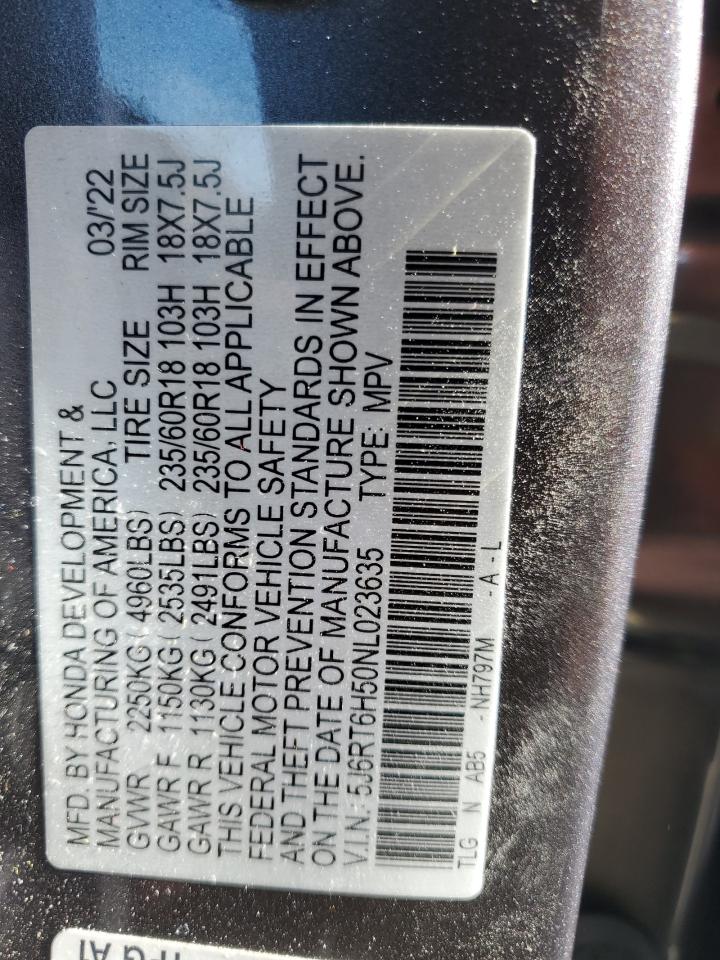 MFD. BY HONDA DEVELOPMENT &
MANUFACTURING OF AMERICA, LLC 03/'22
GVWR 2250KG ( 4960LBS) TIRE SIZE RIM SIZE
GAWR F 1150KG ( 2535LBS) 235/60R18 103H 18X7.5J
GAWR R 1130KG ( 2491LBS) 235/60R18 103H 18X7.5J
THIS VEHICLE CONFORMS TO ALL APPLICABLE
FEDERAL MOTOR VEHICLE SAFETY
AND THEFT PREVENTION STANDARDS IN EFFECT
ON THE DATE OF MANUFACTURE SHOWN ABOVE.
V.I.N.: 5J6RT6H50NL023635 TYPE: MPV
TLG N AB5 -NH797M -A-L